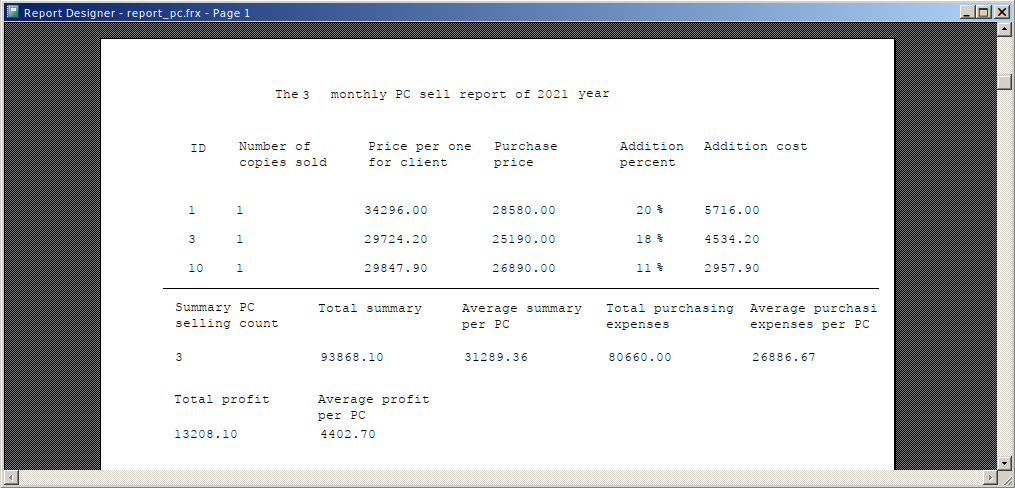 Report Designer - report_pc.frx - Page 1
The 3 monthly PC sell report of 2021 year
ID Number of copies sold Price per one for client Purchase price Addition percent Addition cost
1 1 34296.00 28580.00 20 % 5716.00
3 1 29724.20 25190.00 18 % 4534.20
10 1 29847.90 26890.00 11 % 2957.90
Summary PC selling count Total summary Average summary per PC Total purchasing expenses Average purchasi expenses per PC
3 93868.10 31289.36 80660.00 26886.67
Total profit Average profit per PC
13208.10 4402.70